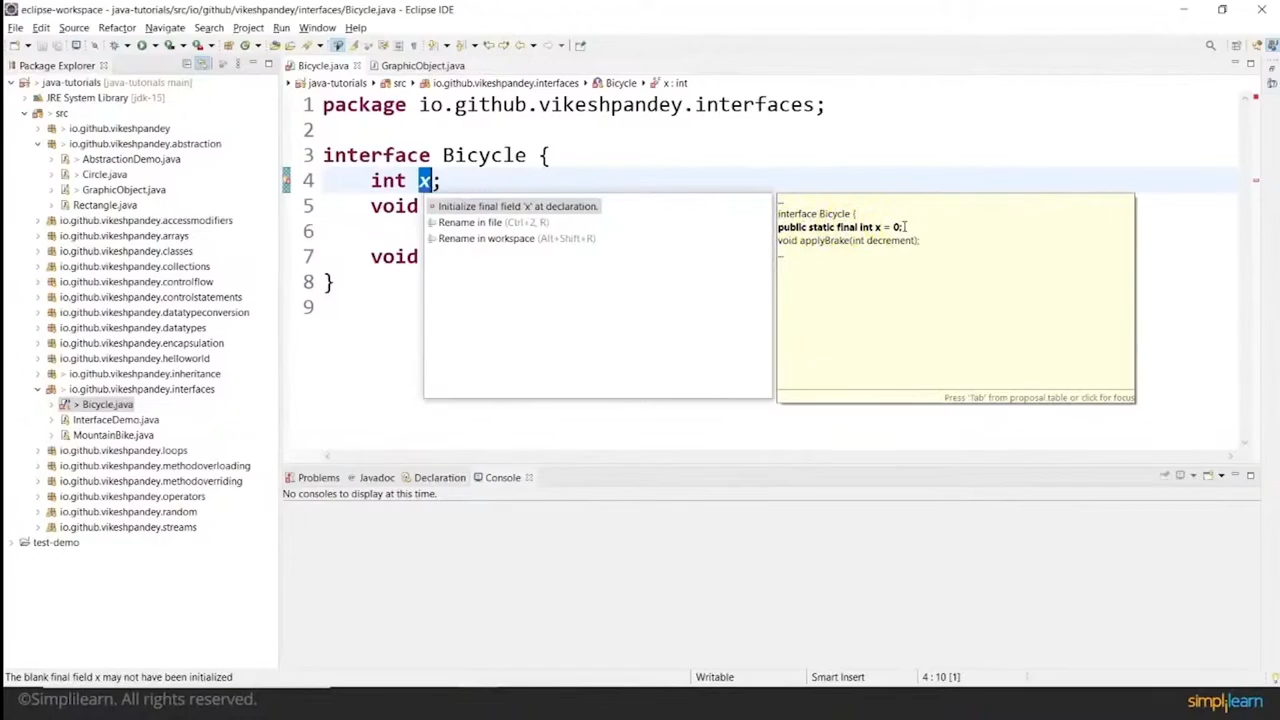 eclipse-workspace - java-tutorials/src/io/github/vikeshpandey/interfaces/Bicycle.java - Eclipse IDE
File Edit Source Refactor Navigate Search Project Run Window Help
Package Explorer
java-tutorials [java-tutorials main]
JRE System Library [jdk-15]
src
io.github.vikeshpandey
io.github.vikeshpandey.abstraction
> AbstractionDemo.java
> Circle.java
> GraphicObject.java
Rectangle.java
io.github.vikeshpandey.accessmodifiers
io.github.vikeshpandey.arrays
io.github.vikeshpandey.classes
io.github.vikeshpandey.collections
io.github.vikeshpandey.controlflow
io.github.vikeshpandey.controlstatements
io.github.vikeshpandey.datatypeconversion
io.github.vikeshpandey.datatypes
io.github.vikeshpandey.encapsulation
io.github.vikeshpandey.helloworld
> io.github.vikeshpandey.inheritance
io.github.vikeshpandey.interfaces
> Bicycle.java
InterfaceDemo.java
MountainBike.java
io.github.vikeshpandey.loops
io.github.vikeshpandey.methodoverloading
io.github.vikeshpandey.methodoverriding
io.github.vikeshpandey.operators
io.github.vikeshpandey.random
io.github.vikeshpandey.streams
test-demo
Bicycle.java GraphicObject.java
java-tutorials src io.github.vikeshpandey.interfaces Bicycle x : int
1 package io.github.vikeshpandey.interfaces;
2
3 interface Bicycle {
4 int x;
5 void
6
7 void
8 }
9
Initialize final field 'x' at declaration.
Rename in file (Ctrl+2, R)
Rename in workspace (Alt+Shift+R)
...
interface Bicycle {
public static final int x = 0;
void applyBrake(int decrement);
...
Press 'Tab' from proposal table or click for focus
Problems Javadoc Declaration Console
No consoles to display at this time.
The blank final field x may not have been initialized Writable Smart Insert 4 : 10 [1]
©Simplilearn. All rights reserved.
simplilearn